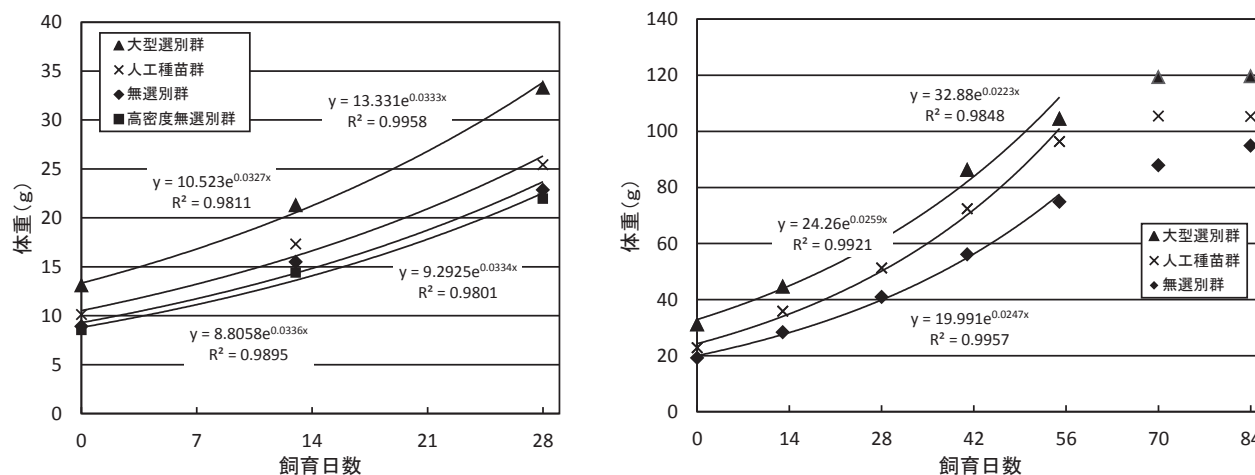 40
35
30
25
20
15
10
5
0
体重(g)
▲ 大型選別群
× 人工種苗群
◆ 無選別群
■ 高密度無選別群
y = 13.331e^0.0333x
R² = 0.9958
y = 10.523e^0.0327x
R² = 0.9811
y = 9.2925e^0.0334x
R² = 0.9801
y = 8.8058e^0.0336x
R² = 0.9895
0 7 14 21 28
飼育日数
140
120
100
80
60
40
20
0
体重(g)
y = 32.88e^0.0223x
R² = 0.9848
y = 24.26e^0.0259x
R² = 0.9921
y = 19.991e^0.0247x
R² = 0.9957
▲ 大型選別群
× 人工種苗群
◆ 無選別群
0 14 28 42 56 70 84
飼育日数